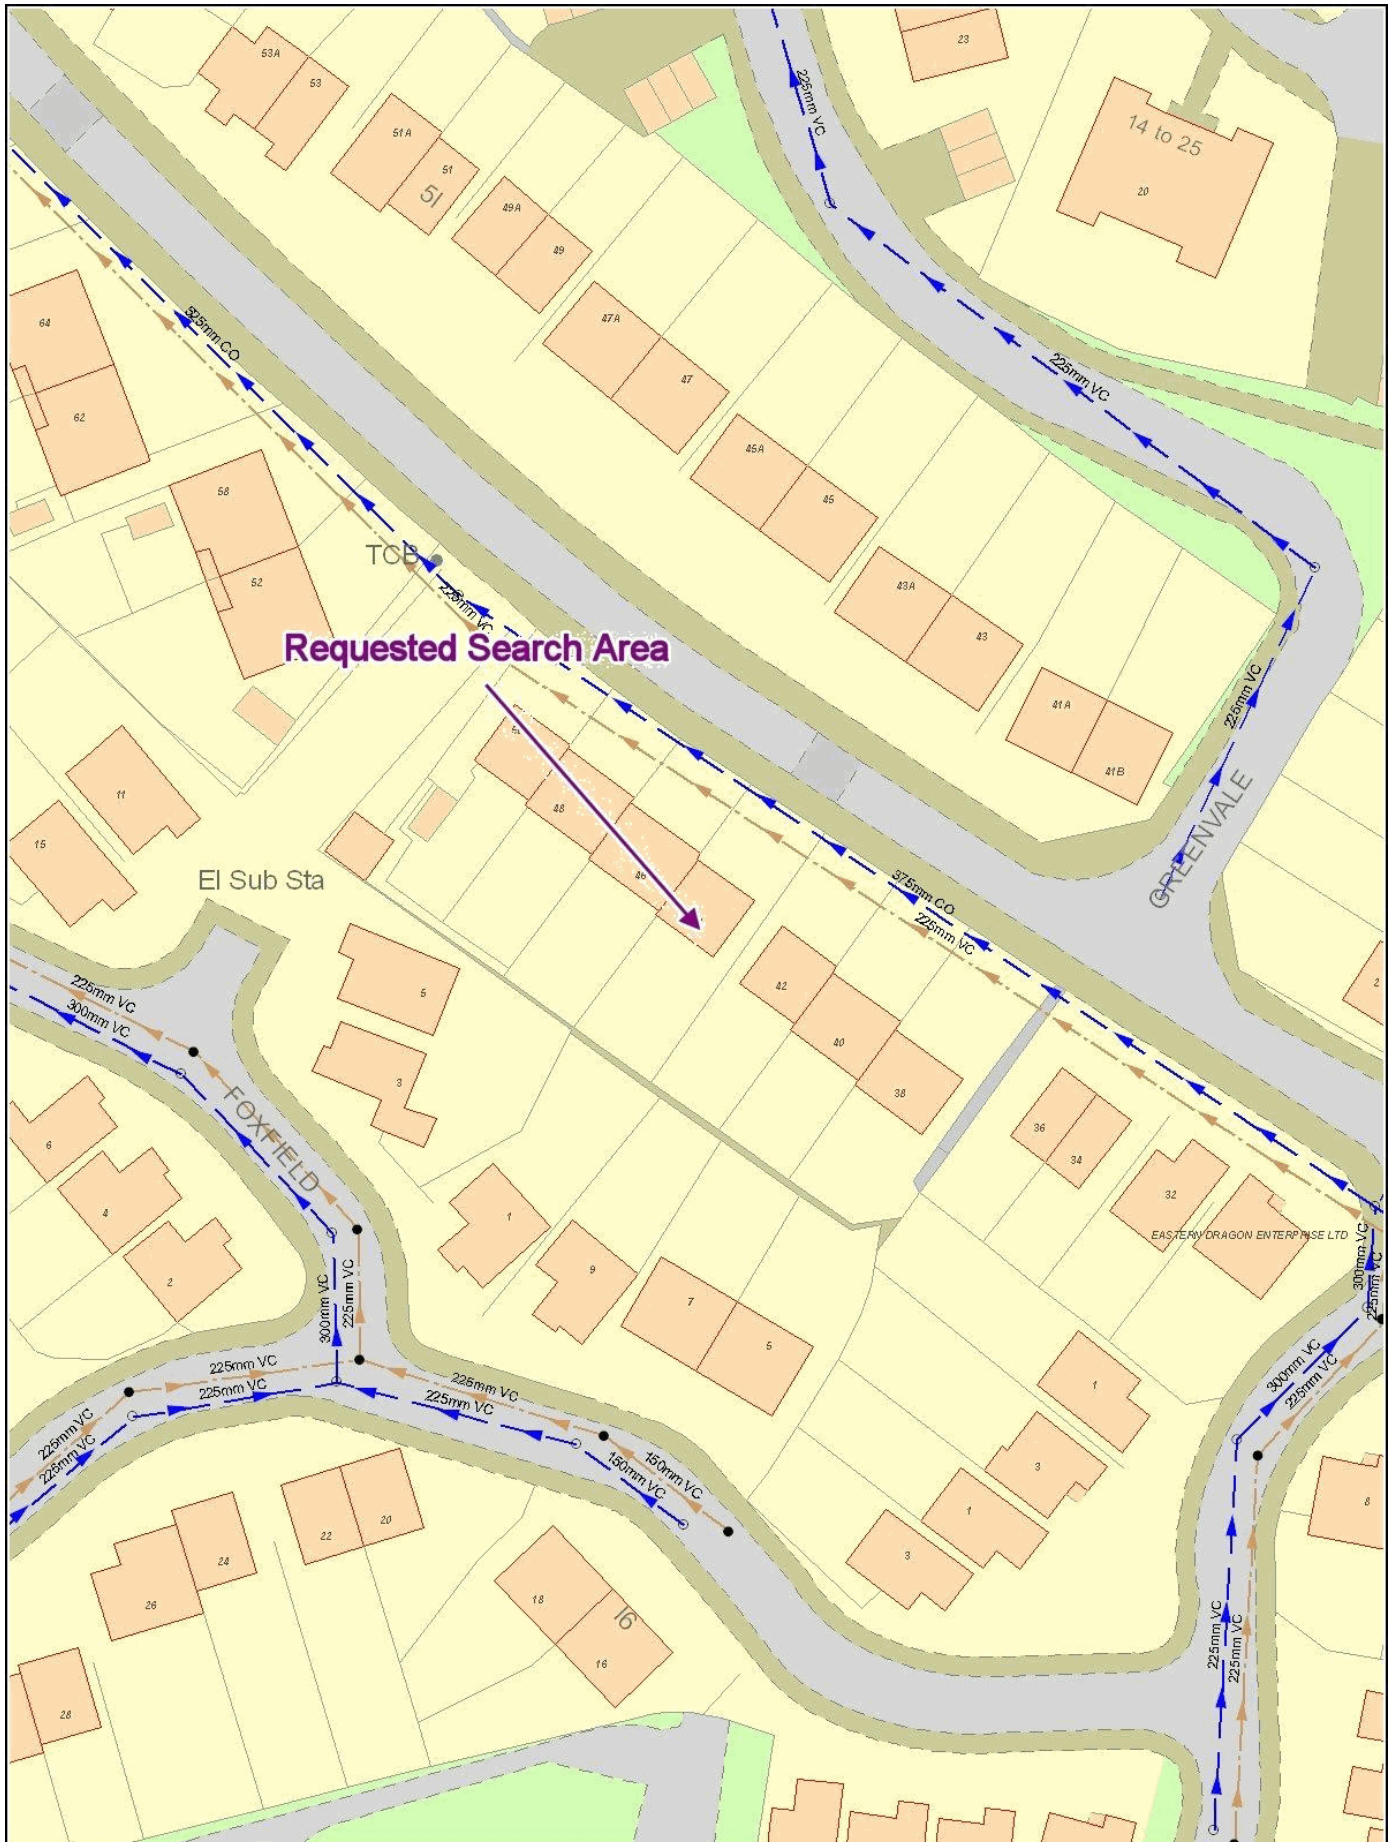 53A
53
23
225mm VC
51A
51
5I
14 to 25
20
49A
49
64
525mm CO
47A
47
225mm VC
62
45A
45
58
TCB
52
225mm VC
43A
43
Requested Search Area
225mm VC
41A
41B
GREENVALE
11
48
15
46
El Sub Sta
375mm CO
225mm VC
225mm VC
300mm VC
5
42
2
40
3
38
FOXFIELD
6
36
34
4
32
1
EASTERN DRAGON ENTERPRISE LTD
2
9
300mm VC
225mm VC
7
5
300mm VC
225mm VC
225mm VC
225mm VC
225mm VC
225mm VC
300mm VC
225mm VC
1
225mm VC
225mm VC
150mm VC
150mm VC
3
1
3
8
22
20
24
26
18
16
I6
225mm VC
225mm VC
28